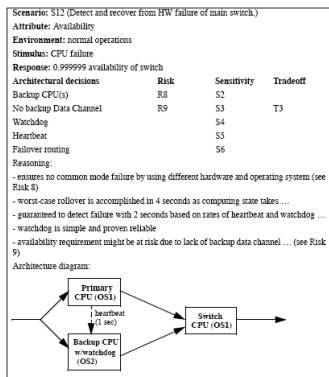 Scenario: S12 (Detect and recover from HW failure of main switch.)
Attribute: Availability
Environment: normal operations
Stimulus: CPU failure
Response: 0.999999 availability of switch
Architectural decisions Risk Sensitivity Tradeoff
Backup CPU(s) R8 S2
No backup Data Channel R9 S3 T3
Watchdog S4
Heartbeat S5
Failover routing S6
Reasoning:
- ensures no common mode failure by using different hardware and operating system (see
Risk 8)
- worst-case rollover is accomplished in 4 seconds as computing state takes ...
- guaranteed to detect failure with 2 seconds based on rates of heartbeat and watchdog ...
- watchdog is simple and proven reliable
- availability requirement might be at risk due to lack of backup data channel ... (see Risk
9)
Architecture diagram:
Primary
CPU (OS1)
heartbeat
(1 sec)
Backup CPU
w/watchdog
(OS2)
Switch
CPU (OS1)